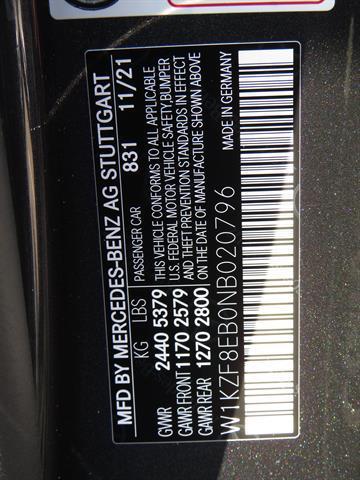 MFD BY MERCEDES-BENZ AG STUTTGART
KG LBS PASSENGER CAR 831 11/21
GVWR 2440 5379 THIS VEHICLE CONFORMS TO ALL APPLICABLE
U.S. FEDERAL MOTOR VEHICLE SAFETY,BUMPER
GAWR FRONT 1170 2579 AND THEFT PREVENTION STANDARDS IN EFFECT
GAWR REAR 1270 2800 ON THE DATE OF MANUFACTURE SHOWN ABOVE
W1KZF8EB0NB020796 MADE IN GERMANY